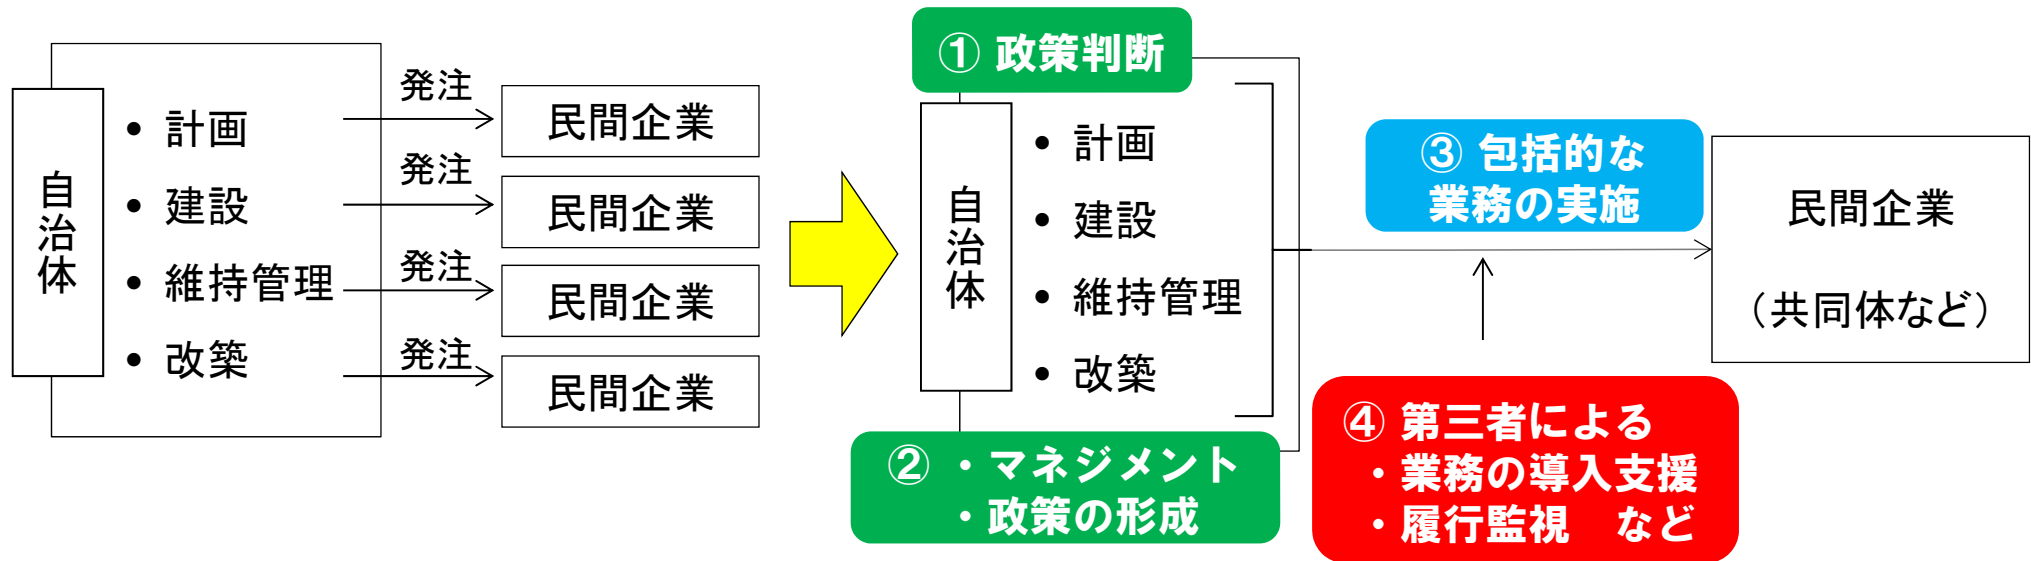 自治体
• 計画
• 建設
• 維持管理
• 改築
発注
民間企業
発注
民間企業
発注
民間企業
発注
民間企業
① 政策判断
自治体
• 計画
• 建設
• 維持管理
• 改築
② ・マネジメント
・政策の形成
③ 包括的な
業務の実施
④ 第三者による
・業務の導入支援
・履行監視 など
民間企業
（共同体など）